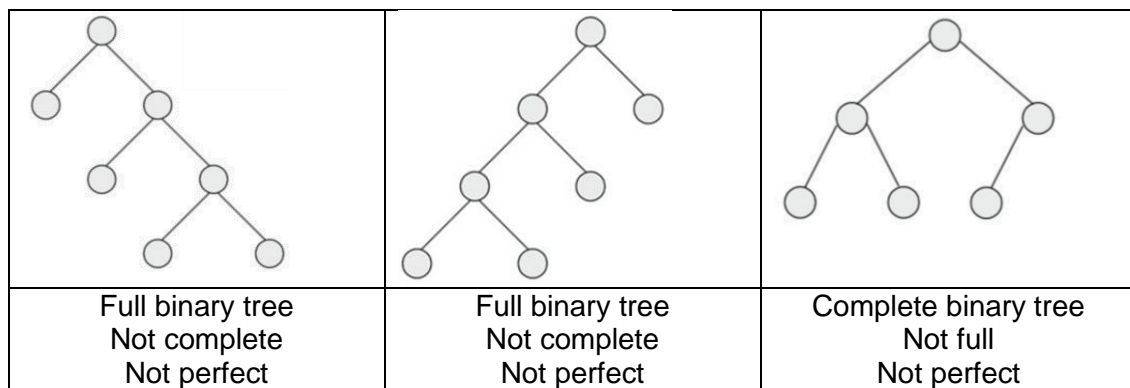 Full binary tree
Not complete
Not perfect
Full binary tree
Not complete
Not perfect
Complete binary tree
Not full
Not perfect